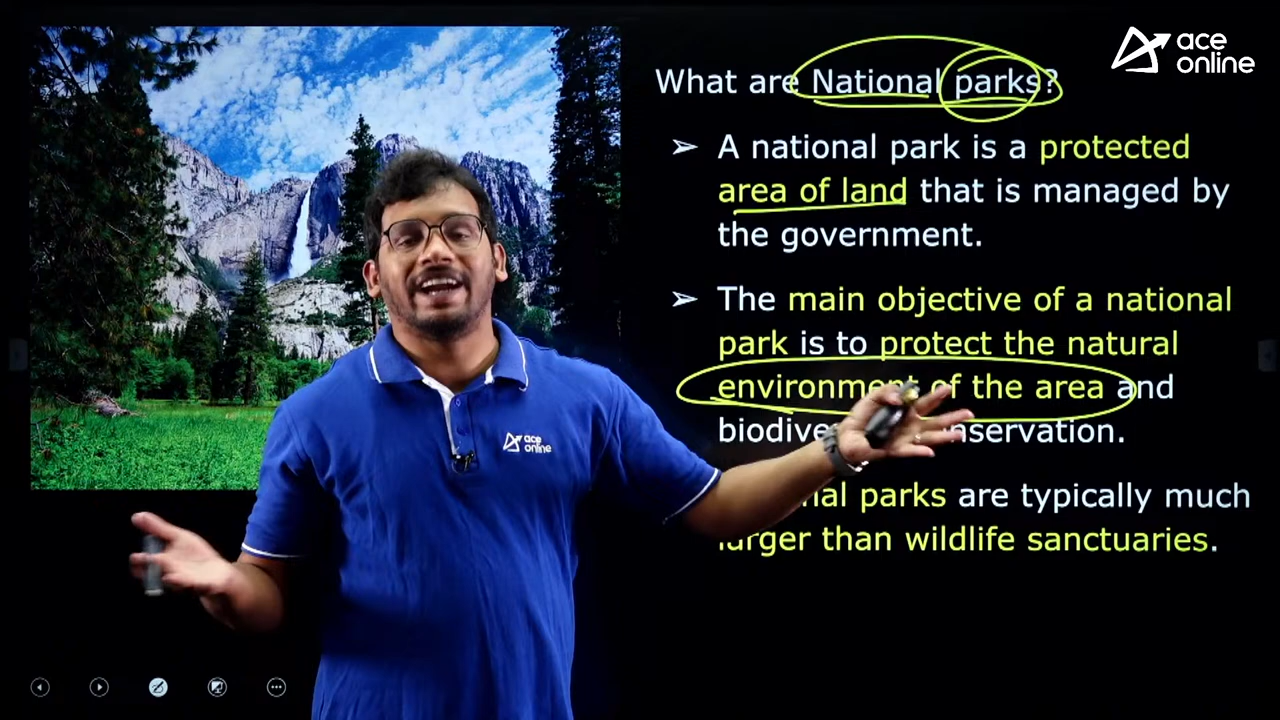 ace
online
What are National parks?
➢ A national park is a protected
area of land that is managed by
the government.
➢ The main objective of a national
park is to protect the natural
environment of the area and
conservation.
parks are typically much
larger than wildlife sanctuaries.
ace
online